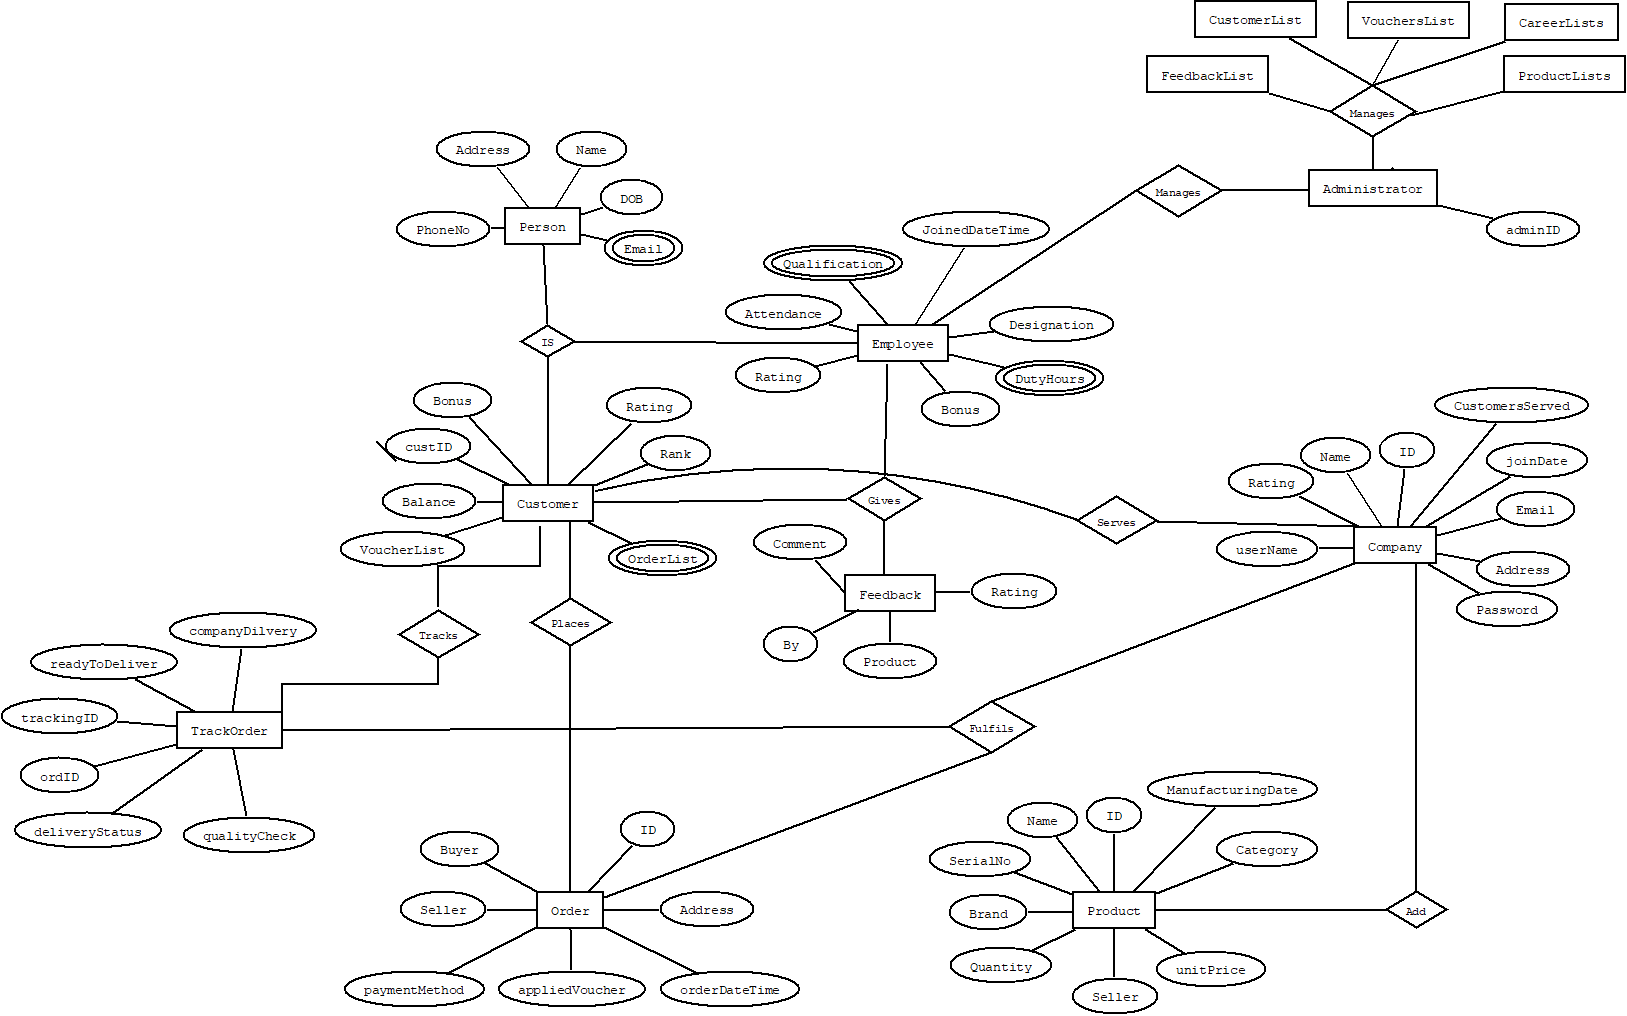 CustomerList
VouchersList
CareerLists
FeedbackList
ProductLists
Manages
Address
Name
DOB
PhoneNo
Person
Email
Manages
Administrator
adminID
JoinedDateTime
Qualification
Attendance
Designation
IS
Employee
Rating
DutyHours
Bonus
Bonus
Rating
custID
Rank
Balance
Customer
VoucherList
OrderList
Gives
Serves
CustomersServed
Name
ID
joinDate
Rating
Email
userName
Company
Address
Password
Comment
Feedback
Rating
By
Product
Tracks
Places
companyDilvery
readyToDeliver
trackingID
TrackOrder
ordID
deliveryStatus
qualityCheck
Fulfils
ID
Buyer
Seller
Order
Address
paymentMethod
appliedVoucher
orderDateTime
ManufacturingDate
Name
ID
SerialNo
Category
Brand
Product
Add
Quantity
unitPrice
Seller